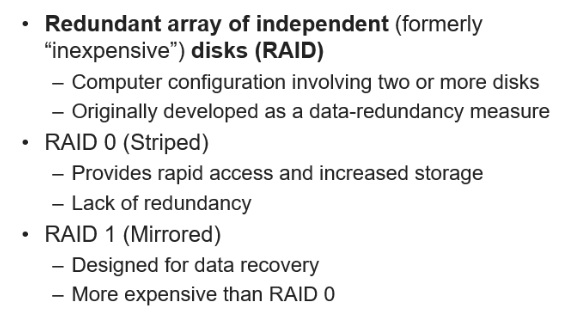 • Redundant array of independent (formerly
“inexpensive”) disks (RAID)
– Computer configuration involving two or more disks
– Originally developed as a data-redundancy measure
• RAID 0 (Striped)
– Provides rapid access and increased storage
– Lack of redundancy
• RAID 1 (Mirrored)
– Designed for data recovery
– More expensive than RAID 0